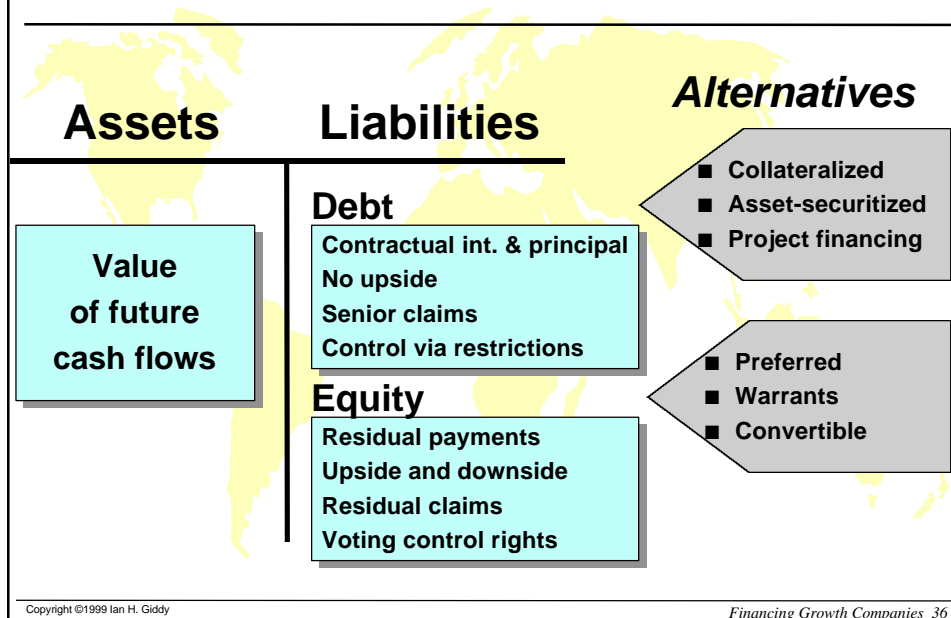 Assets
Liabilities
Alternatives
Value
of future
cash flows
Debt
Contractual int. & principal
No upside
Senior claims
Control via restrictions
Equity
Residual payments
Upside and downside
Residual claims
Voting control rights
■ Collateralized
■ Asset-securitized
■ Project financing
■ Preferred
■ Warrants
■ Convertible
Copyright ©1999 Ian H. Giddy
Financing Growth Companies 36